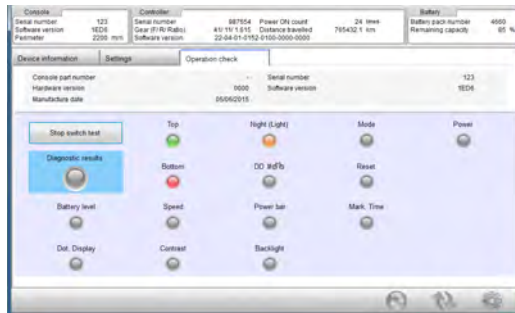 Console
Controller
Battery
Serial number 123
Software version 1ED6
Perimeter 2200 mm
Serial number 887554
Gear (F/R/ Ratio) 41/ 11/ 1.615
Software version 22-04-01-0152-0100-0000-0000
Power ON count 24 times
Distance travelled 765432.1 km
Battery pack number 4660
Remaining capacity 85 %
Device information
Settings
Operation check
Console part number --
Serial number 123
Hardware version 0000
Software version 1ED6
Manufacture date 05/06/2015
Stop switch test
Top
Night (Light)
Mode
Power
Diagnostic results
Bottom
DD
Reset
Battery level
Speed
Power bar
Mark. Time
Dot. Display
Contrast
Backlight